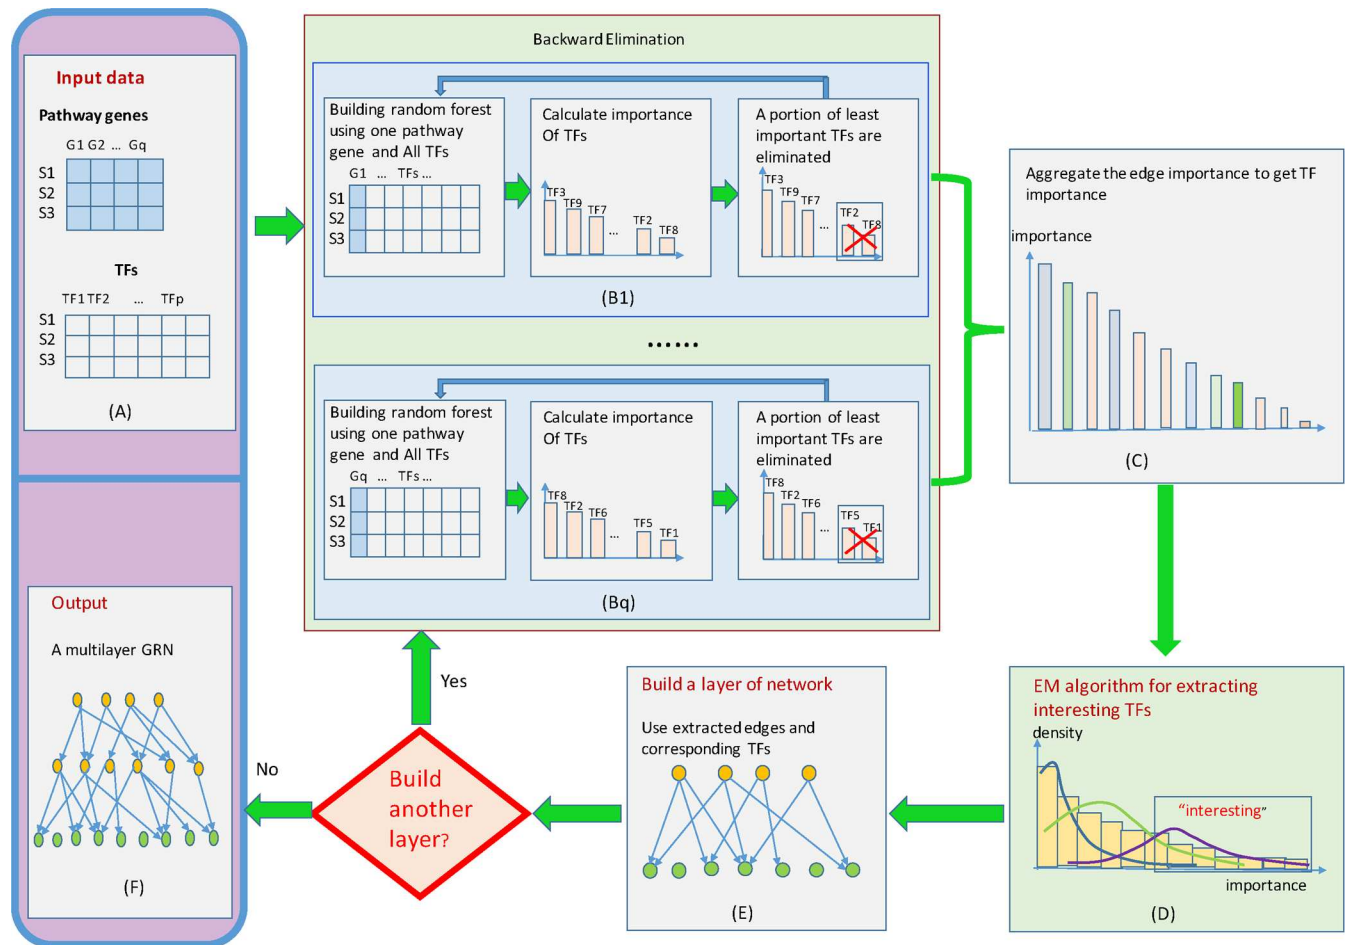 Input data
Pathway genes
G1 G2 ... Gq
S1
S2
S3
TFs
TF1 TF2 ... TFp
S1
S2
S3
(A)
Backward Elimination
Building random forest
using one pathway
gene and All TFs
G1 ... TFs ...
S1
S2
S3
Calculate importance
Of TFs
TF3
TF9
TF7
...
TF2
TF8
A portion of least
important TFs are
eliminated
TF3
TF9
TF7
...
TF2
TF8
(B1)
......
Building random forest
using one pathway
gene and All TFs
Gq ... TFs ...
S1
S2
S3
Calculate importance
Of TFs
TF8
TF2
TF6
...
TF5
TF1
A portion of least
important TFs are
eliminated
TF8
TF2
TF6
...
TF5
TF1
(Bq)
Aggregate the edge importance to get TF
importance
importance
(C)
EM algorithm for extracting
interesting TFs
density
"interesting"
importance
(D)
Build a layer of network
Use extracted edges and
corresponding TFs
(E)
Build
another
layer?
Yes
No
Output
A multilayer GRN
(F)